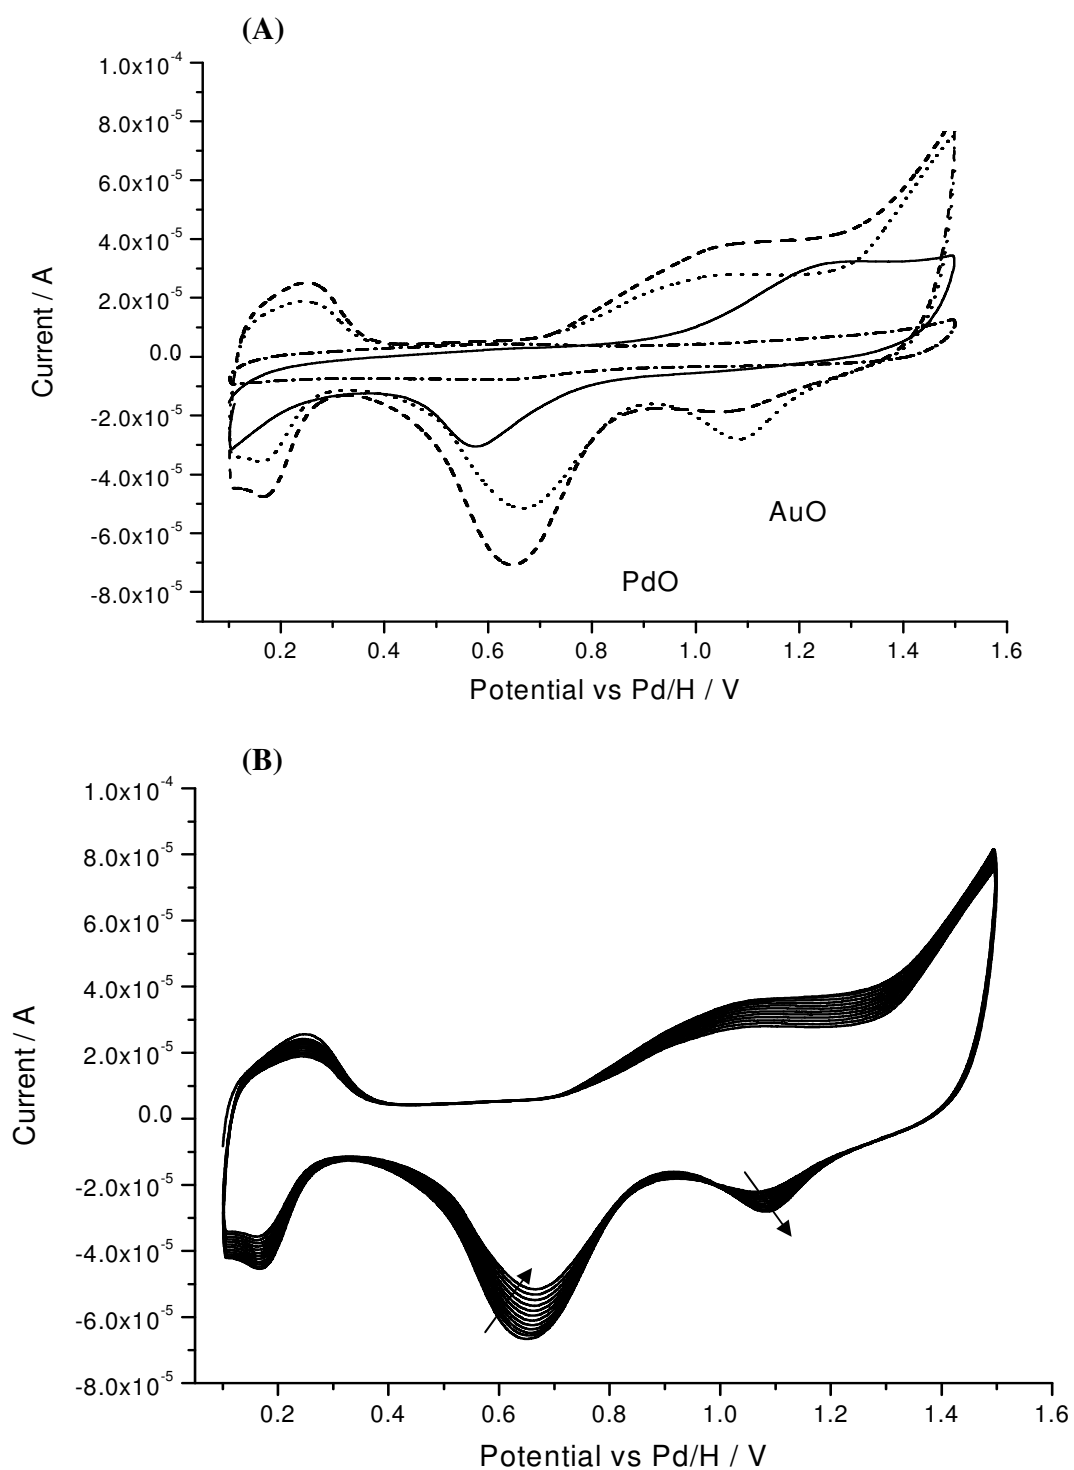 (A)
1.0x10^-4
8.0x10^-5
6.0x10^-5
4.0x10^-5
2.0x10^-5
0.0
-2.0x10^-5
-4.0x10^-5
-6.0x10^-5
-8.0x10^-5
Current / A
AuO
PdO
0.2 0.4 0.6 0.8 1.0 1.2 1.4 1.6
Potential vs Pd/H / V
(B)
1.0x10^-4
8.0x10^-5
6.0x10^-5
4.0x10^-5
2.0x10^-5
0.0
-2.0x10^-5
-4.0x10^-5
-6.0x10^-5
-8.0x10^-5
Current / A
0.2 0.4 0.6 0.8 1.0 1.2 1.4 1.6
Potential vs Pd/H / V